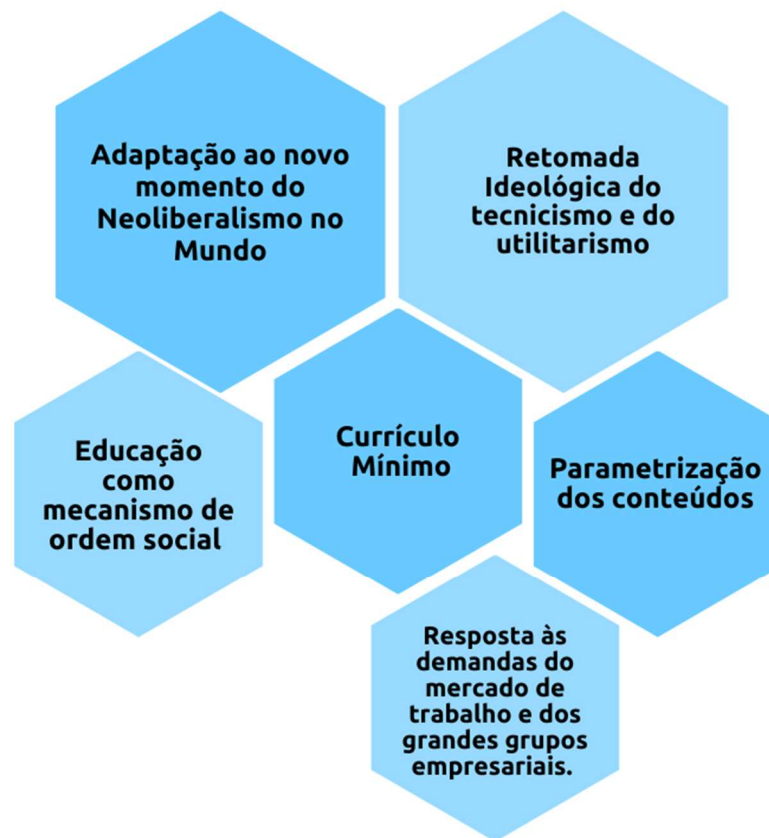 Adaptação ao novo
momento do
Neoliberalismo no
Mundo
Retomada
Ideológica do
tecnicismo e do
utilitarismo
Educação
como
mecanismo de
ordem social
Currículo
Mínimo
Parametrização
dos conteúdos
Resposta às
demandas do
mercado de
trabalho e dos
grandes grupos
empresariais.